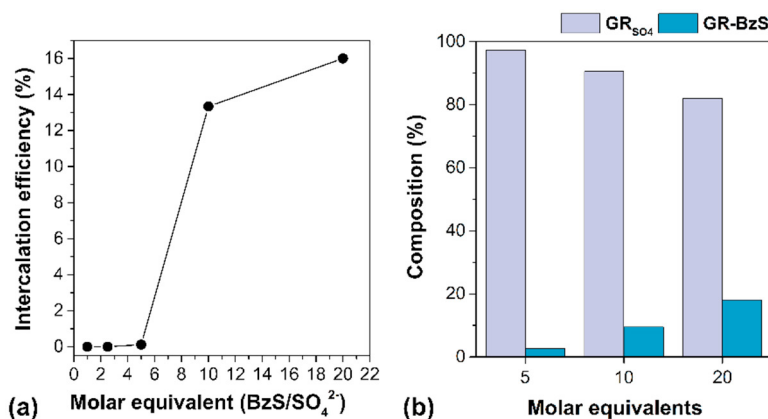 Intercalation efficiency (%)
16
14
12
10
8
6
4
2
0
0 2 4 6 8 10 12 14 16 18 20 22
Molar equivalent (BzS/SO₄²⁻)
(a)
GR_SO4 GR-BzS
Composition (%)
100
80
60
40
20
0
5 10 20
Molar equivalents
(b)